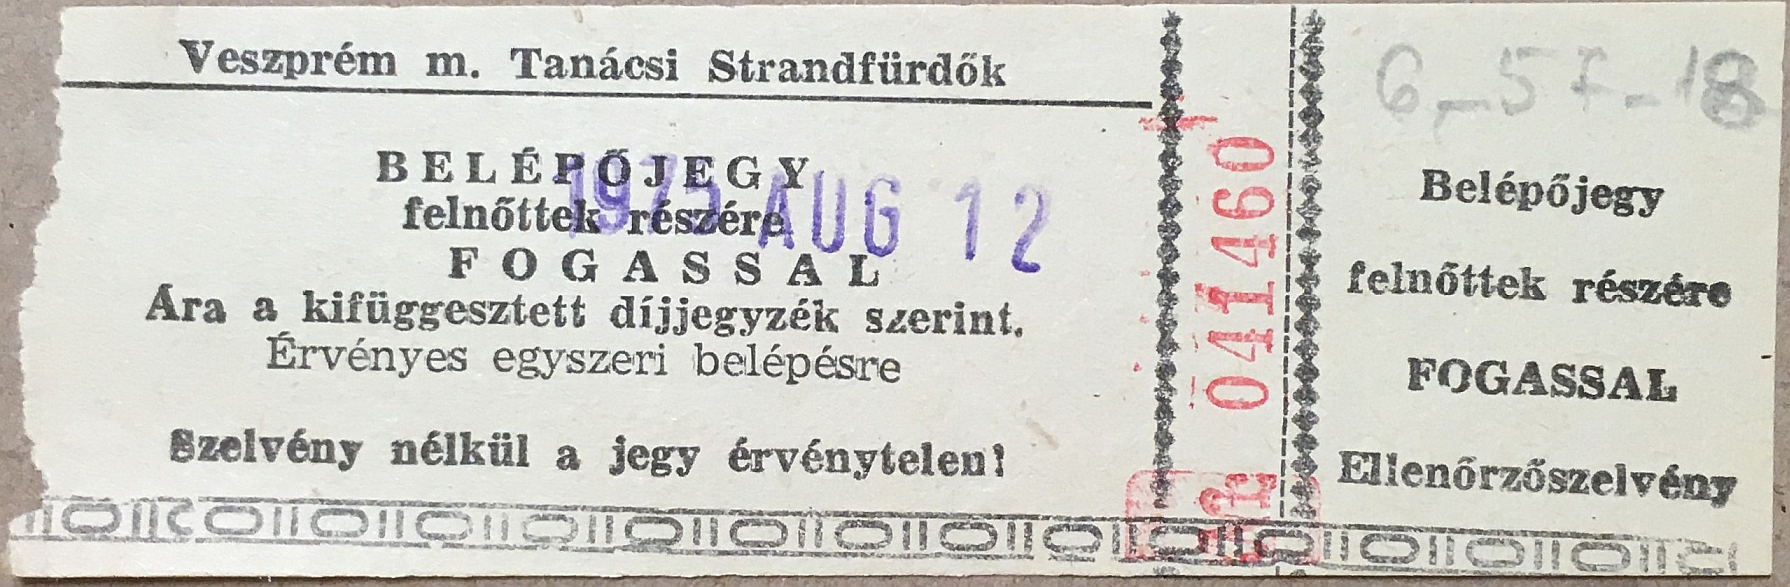 Veszprém m. Tanácsi Strandfürdők
BELÉPŐJEGY
1975 AUG 12
felnőttek részére
FOGASSAL
Ára a kifüggesztett díjjegyzék szerint.
Érvényes egyszeri belépésre
Szelvény nélkül a jegy érvénytelen!
041460
6-57-18
Belépőjegy
felnőttek részére
FOGASSAL
Ellenőrzőszelvény